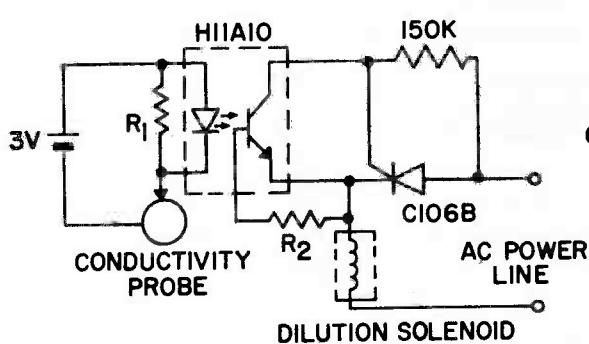 H11A10
150K
3V
R1
C106B
R2
CONDUCTIVITY
PROBE
AC POWER
LINE
DILUTION SOLENOID